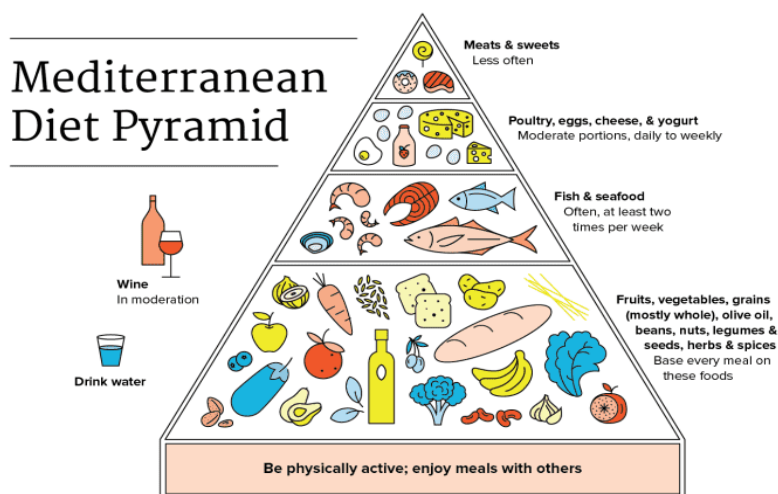 Mediterranean
Diet Pyramid
Meats & sweets
Less often
Poultry, eggs, cheese, & yogurt
Moderate portions, daily to weekly
Fish & seafood
Often, at least two
times per week
Wine
In moderation
Drink water
Fruits, vegetables, grains
(mostly whole), olive oil,
beans, nuts, legumes &
seeds, herbs & spices
Base every meal on
these foods
Be physically active; enjoy meals with others